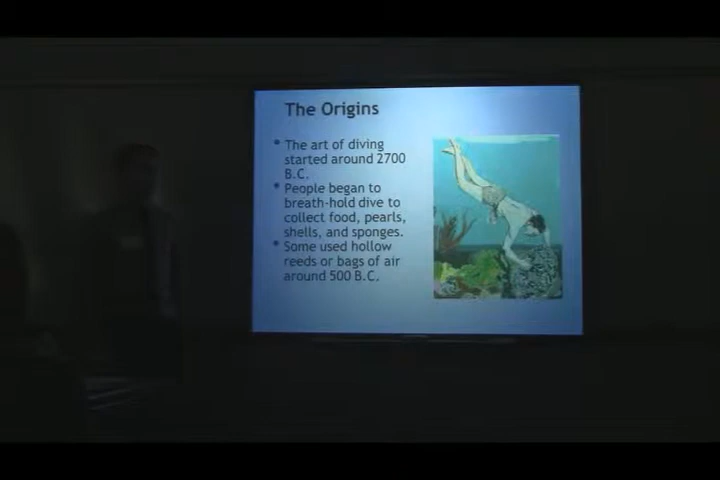 The Origins
• The art of diving
started around 2700
B.C.
• People began to
breath-hold dive to
collect food, pearls,
shells, and sponges.
• Some used hollow
reeds or bags of air
around 500 B.C.